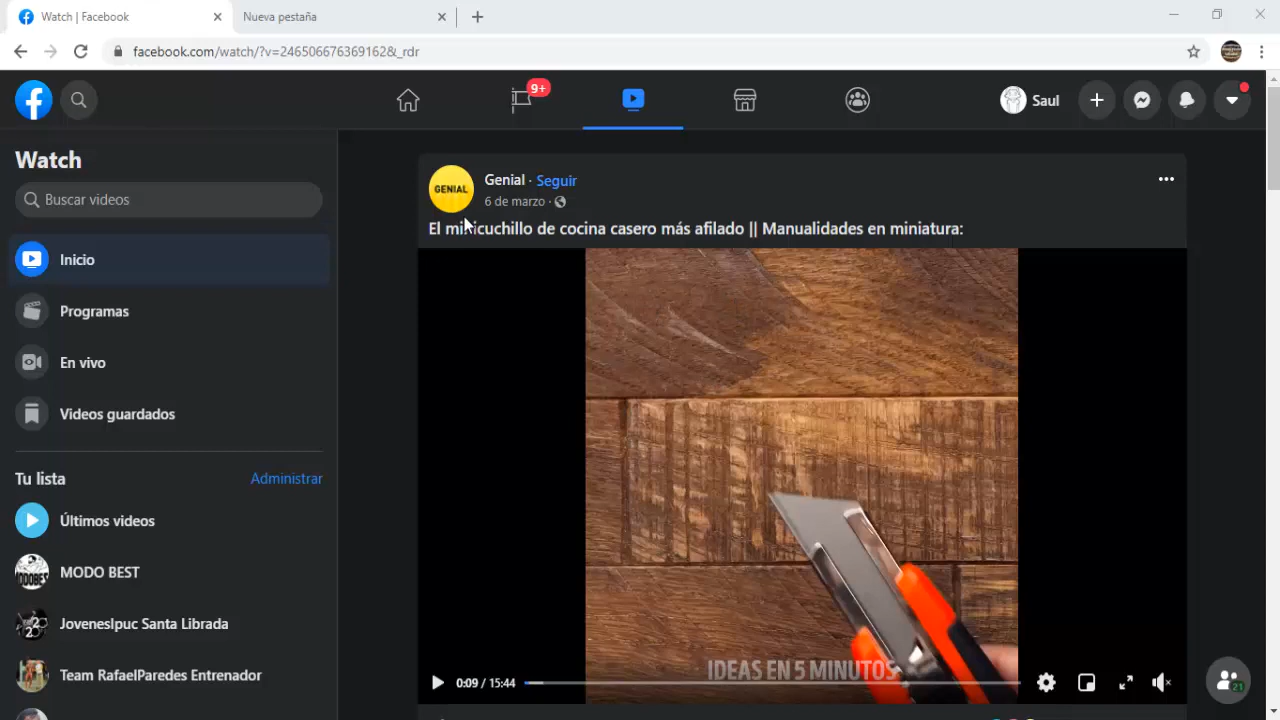 Watch | Facebook
Nueva pestaña
facebook.com/watch/?v=246506676369162&_rdr
9+
Saul
Watch
Buscar videos
Inicio
Programas
En vivo
Videos guardados
Tu lista
Administrar
Últimos videos
MODO BEST
JovenesIpuc Santa Librada
Team RafaelParedes Entrenador
GENIAL
Genial · Seguir
6 de marzo ·
El minicuchillo de cocina casero más afilado || Manualidades en miniatura:
IDEAS EN 5 MINUTOS
0:09 / 15:44
21